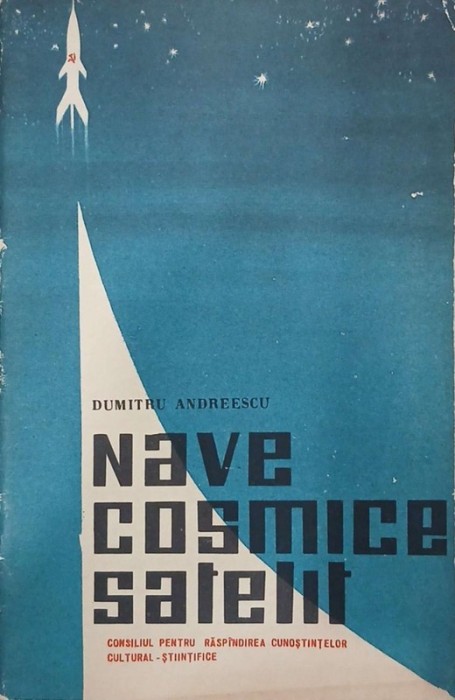 DUMITRU ANDREESCU
Nave
cosmice
satelit
CONSILIUL PENTRU RĂSPÎNDIREA CUNOȘTINȚELOR
CULTURAL-ȘTIINȚIFICE